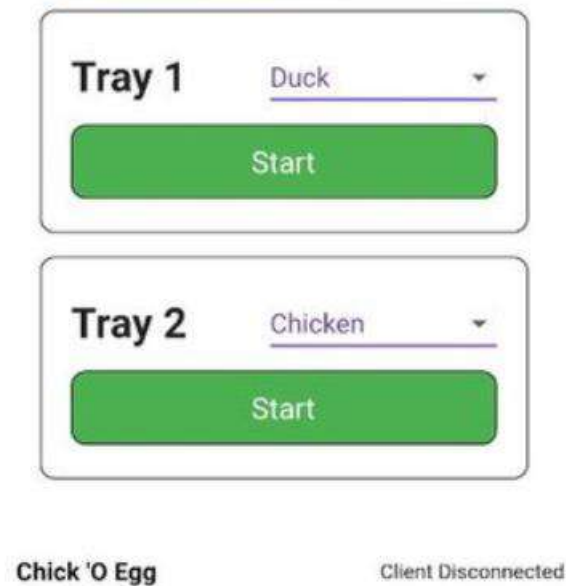 Tray 1 Duck
Start
Tray 2 Chicken
Start
Chick 'O Egg Client Disconnected